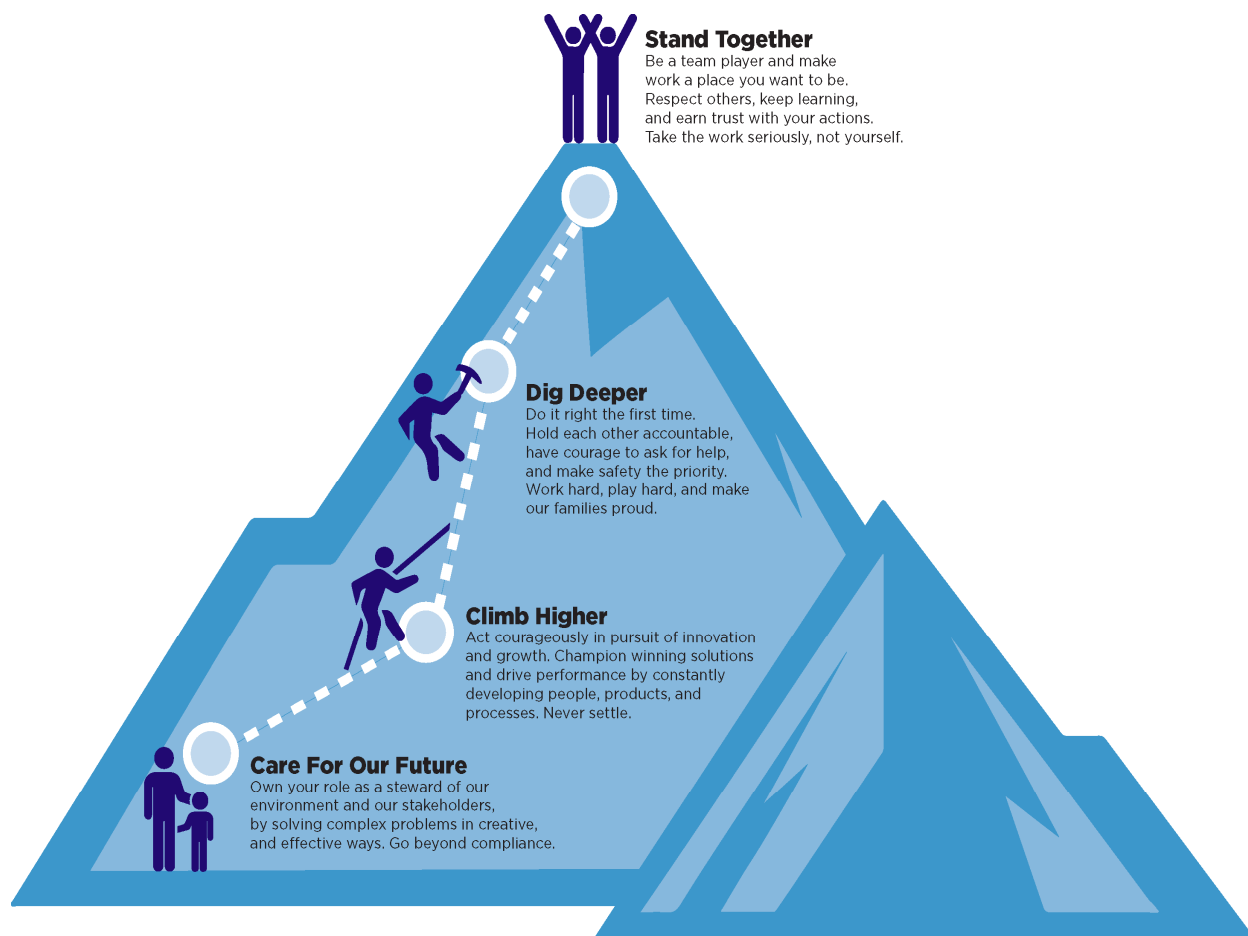 Stand Together
Be a team player and make
work a place you want to be.
Respect others, keep learning,
and earn trust with your actions.
Take the work seriously, not yourself.
Dig Deeper
Do it right the first time.
Hold each other accountable,
have courage to ask for help,
and make safety the priority.
Work hard, play hard, and make
our families proud.
Climb Higher
Act courageously in pursuit of innovation
and growth. Champion winning solutions
and drive performance by constantly
developing people, products, and
processes. Never settle.
Care For Our Future
Own your role as a steward of our
environment and our stakeholders,
by solving complex problems in creative,
and effective ways. Go beyond compliance.